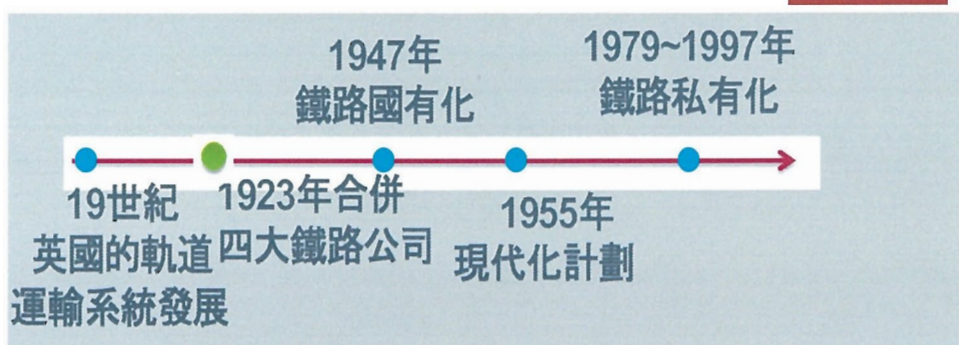 1947年
鐵路國有化
1979~1997年
鐵路私有化
19世紀
英國的軌道
運輸系統發展
1923年合併
四大鐵路公司
1955年
現代化計劃